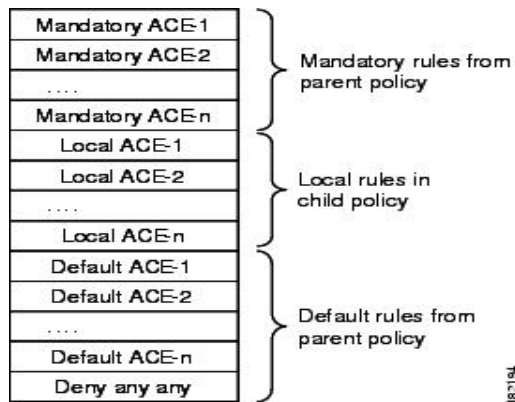 Mandatory ACE-1
Mandatory ACE-2
....
Mandatory ACE-n
Local ACE-1
Local ACE-2
....
Local ACE-n
Default ACE-1
Default ACE-2
....
Default ACE-n
Deny any any
Mandatory rules from
parent policy
Local rules in
child policy
Default rules from
parent policy